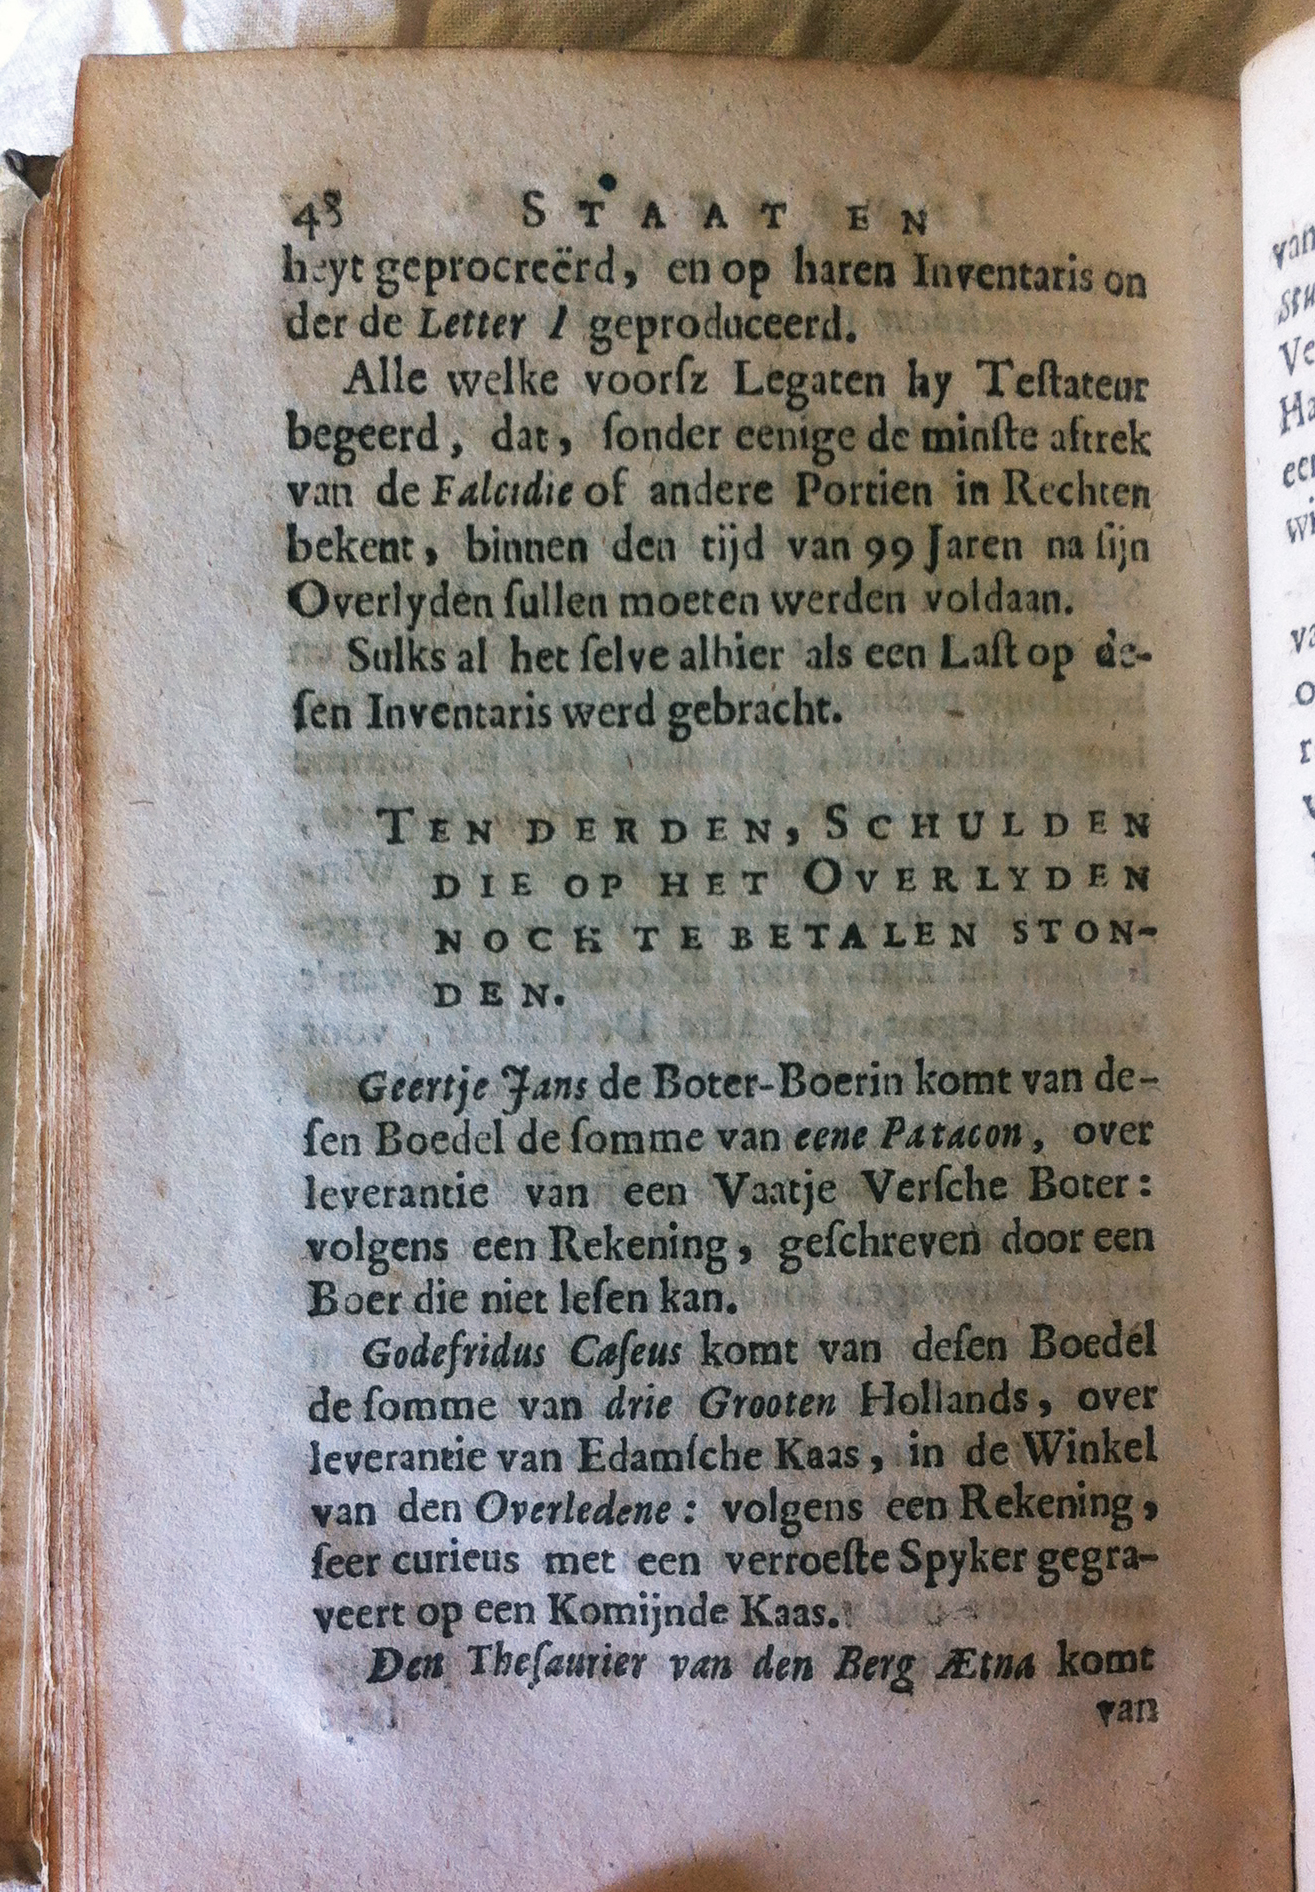 48 STAAT EN
heyt geprocreërd, en op haren Inventaris on
der de Letter I geproduceerd.
Alle welke voorſz Legaten hy Teſtateur
begeerd, dat, ſonder eenige de minſte aftrek
van de Falcidie of andere Portien in Rechten
bekent, binnen den tijd van 99 Jaren na ſijn
Overlyden ſullen moeten werden voldaan.
Sulks al het ſelve alhier als een Laſt op de-
ſen Inventaris werd gebracht.
TEN DERDEN, SCHULDEN
DIE OP HET OVERLYDEN
NOCH TE BETALEN STON-
DEN.
Geertje Jans de Boter-Boerin komt van de-
ſen Boedel de ſomme van eene Patacon, over
leverantie van een Vaatje Verſche Boter:
volgens een Rekening, geſchreven door een
Boer die niet leſen kan.
Godefridus Caſeus komt van deſen Boedel
de ſomme van drie Grooten Hollands, over
leverantie van Edamſche Kaas, in de Winkel
van den Overledene: volgens een Rekening,
ſeer curieus met een verroeſte Spyker gegra-
veert op een Komijnde Kaas.
Den Theſaurier van den Berg Ætna komt
van